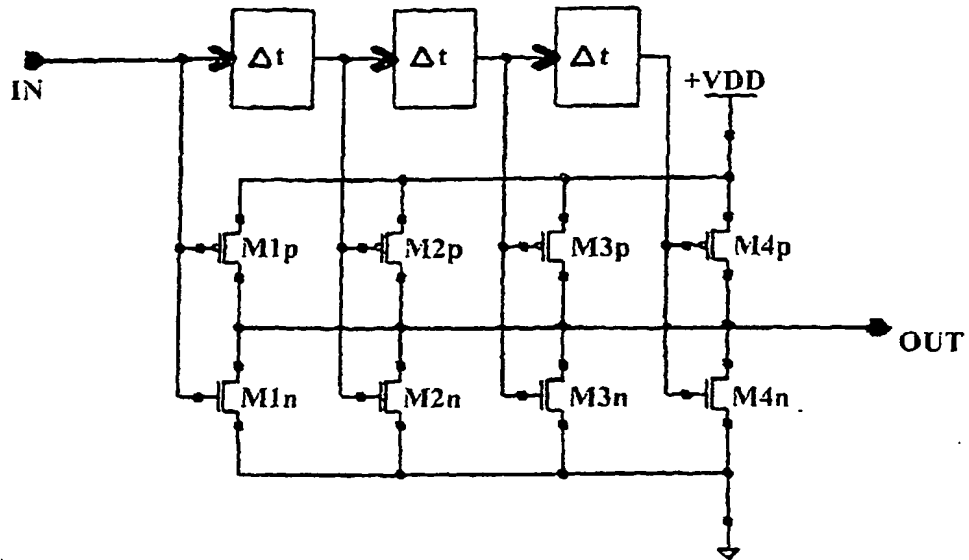 Δt Δt Δt
IN
+VDD
M1p M2p M3p M4p
OUT
M1n M2n M3n M4n